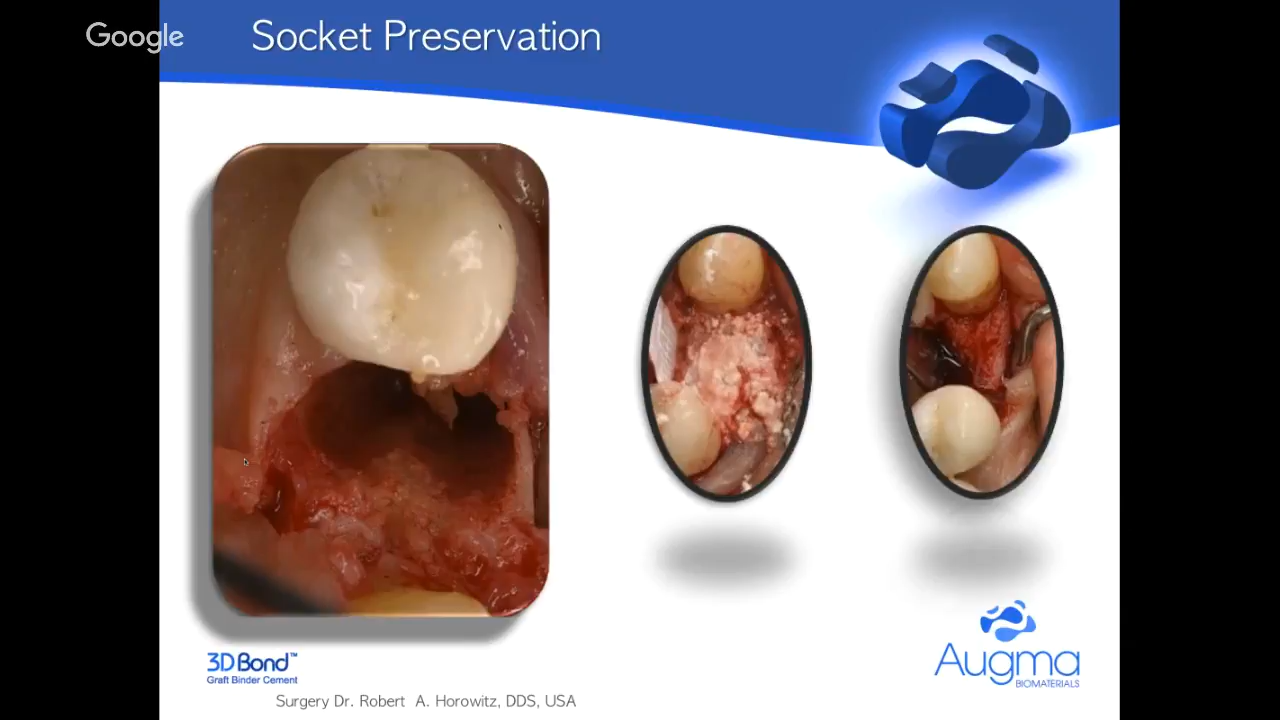 Google
Socket Preservation
3D Bond™
Graft Binder Cement
Augma
BIOMATERIALS
Surgery Dr. Robert A. Horowitz, DDS, USA